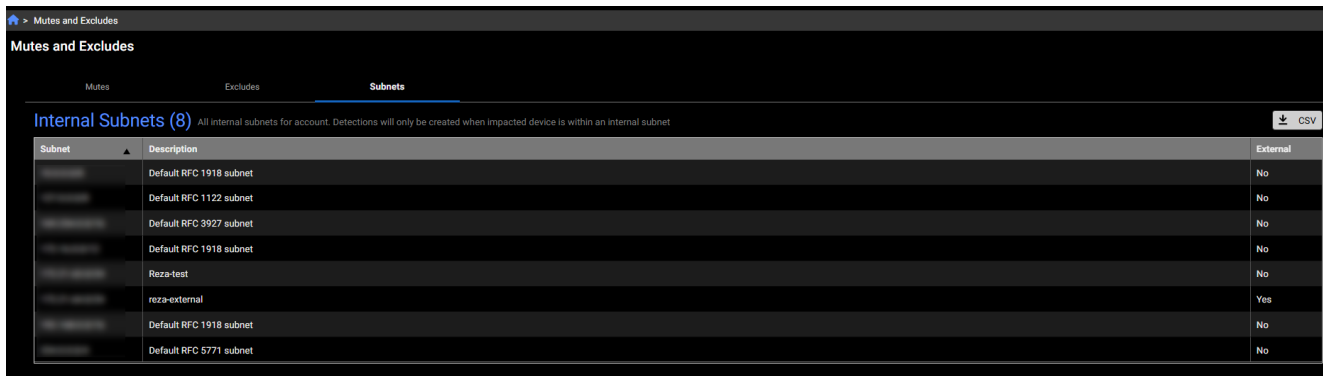 > Mutes and Excludes
Mutes and Excludes
Mutes Excludes Subnets
Internal Subnets (8) All internal subnets for account. Detections will only be created when impacted device is within an internal subnet CSV
Subnet Description External
Default RFC 1918 subnet No
Default RFC 1122 subnet No
Default RFC 3927 subnet No
Default RFC 1918 subnet No
Reza-test No
reza-external Yes
Default RFC 1918 subnet No
Default RFC 5771 subnet No